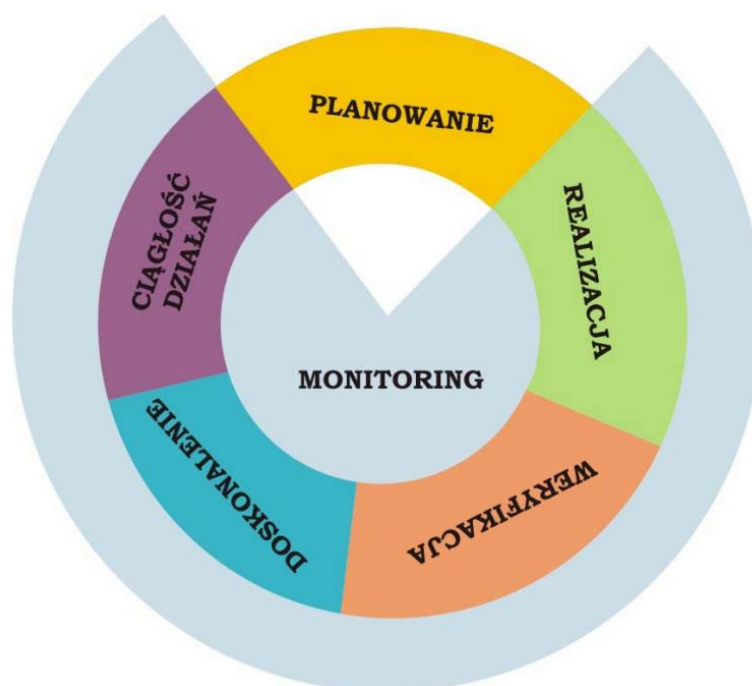 PLANOWANIE
REALIZACJA
WERYFIKACJA
DOSKONALENIE
CIĄGŁOŚĆ
DZIAŁAŃ
MONITORING